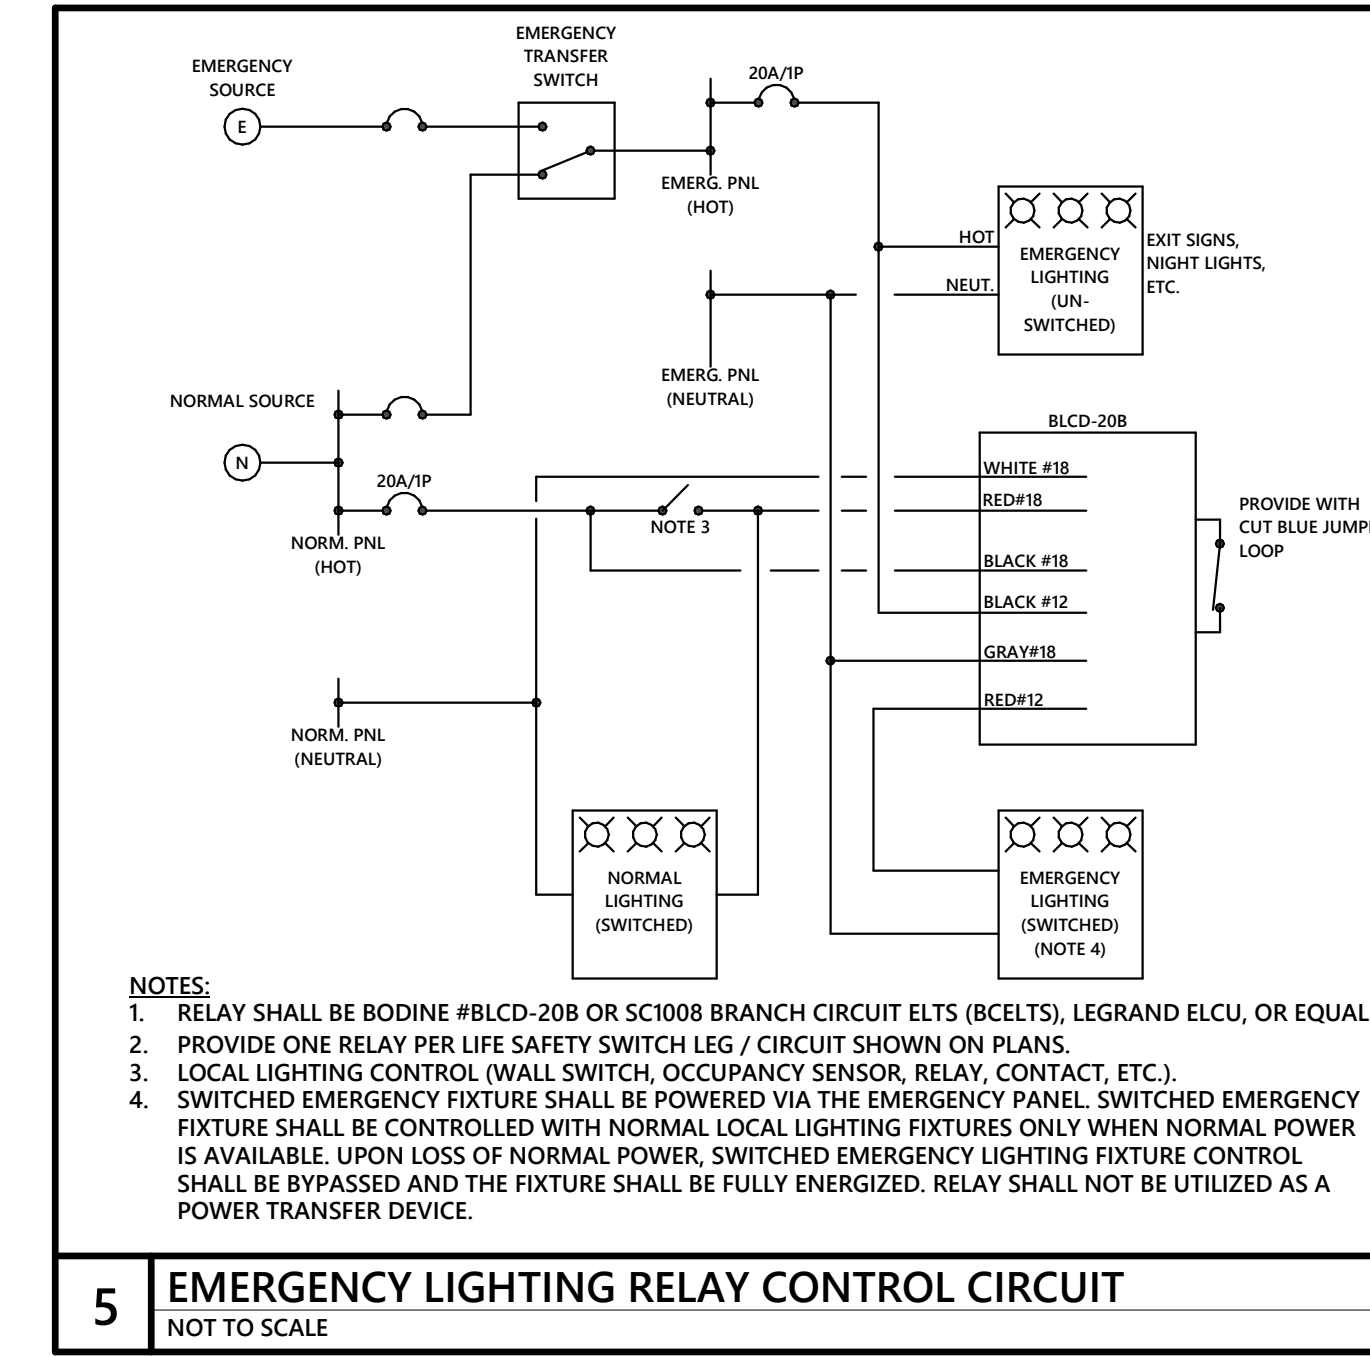 EMERGENCY
TRANSFER
SWITCH
EMERGENCY
SOURCE
E
20A/1P
EMERG. PNL
(HOT)
HOT
NEUT.
EMERGENCY
LIGHTING
(UN-
SWITCHED)
EXIT SIGNS,
NIGHT LIGHTS,
ETC.
EMERG. PNL
(NEUTRAL)
NORMAL SOURCE
N
20A/1P
NORM. PNL
(HOT)
NOTE 3
BLCD-20B
WHITE #18
RED#18
BLACK #18
BLACK #12
GRAY#18
RED#12
PROVIDE WITH
CUT BLUE
LOOP
NORM. PNL
(NEUTRAL)
NORMAL
LIGHTING
(SWITCHED)
EMERGENCY
LIGHTING
(SWITCHED)
(NOTE 4)
NOTES:
1. RELAY SHALL BE BODINE #BLCD-20B OR SC1008 BRANCH CIRCUIT ELTS (BCELTS), LEGRAND ELCU, OR EQUAL
2. PROVIDE ONE RELAY PER LIFE SAFETY SWITCH LEG / CIRCUIT SHOWN ON PLANS.
3. LOCAL LIGHTING CONTROL (WALL SWITCH, OCCUPANCY SENSOR, RELAY, CONTACT, ETC.).
4. SWITCHED EMERGENCY FIXTURE SHALL BE POWERED VIA THE EMERGENCY PANEL. SWITCHED EMERGENCY
FIXTURE SHALL BE CONTROLLED WITH NORMAL LOCAL LIGHTING FIXTURES ONLY WHEN NORMAL POWER
IS AVAILABLE. UPON LOSS OF NORMAL POWER, SWITCHED EMERGENCY LIGHTING FIXTURE CONTROL
SHALL BE BYPASSED AND THE FIXTURE SHALL BE FULLY ENERGIZED. RELAY SHALL NOT BE UTILIZED AS A
POWER TRANSFER DEVICE.
5
EMERGENCY LIGHTING RELAY CONTROL CIRCUIT
NOT TO SCALE